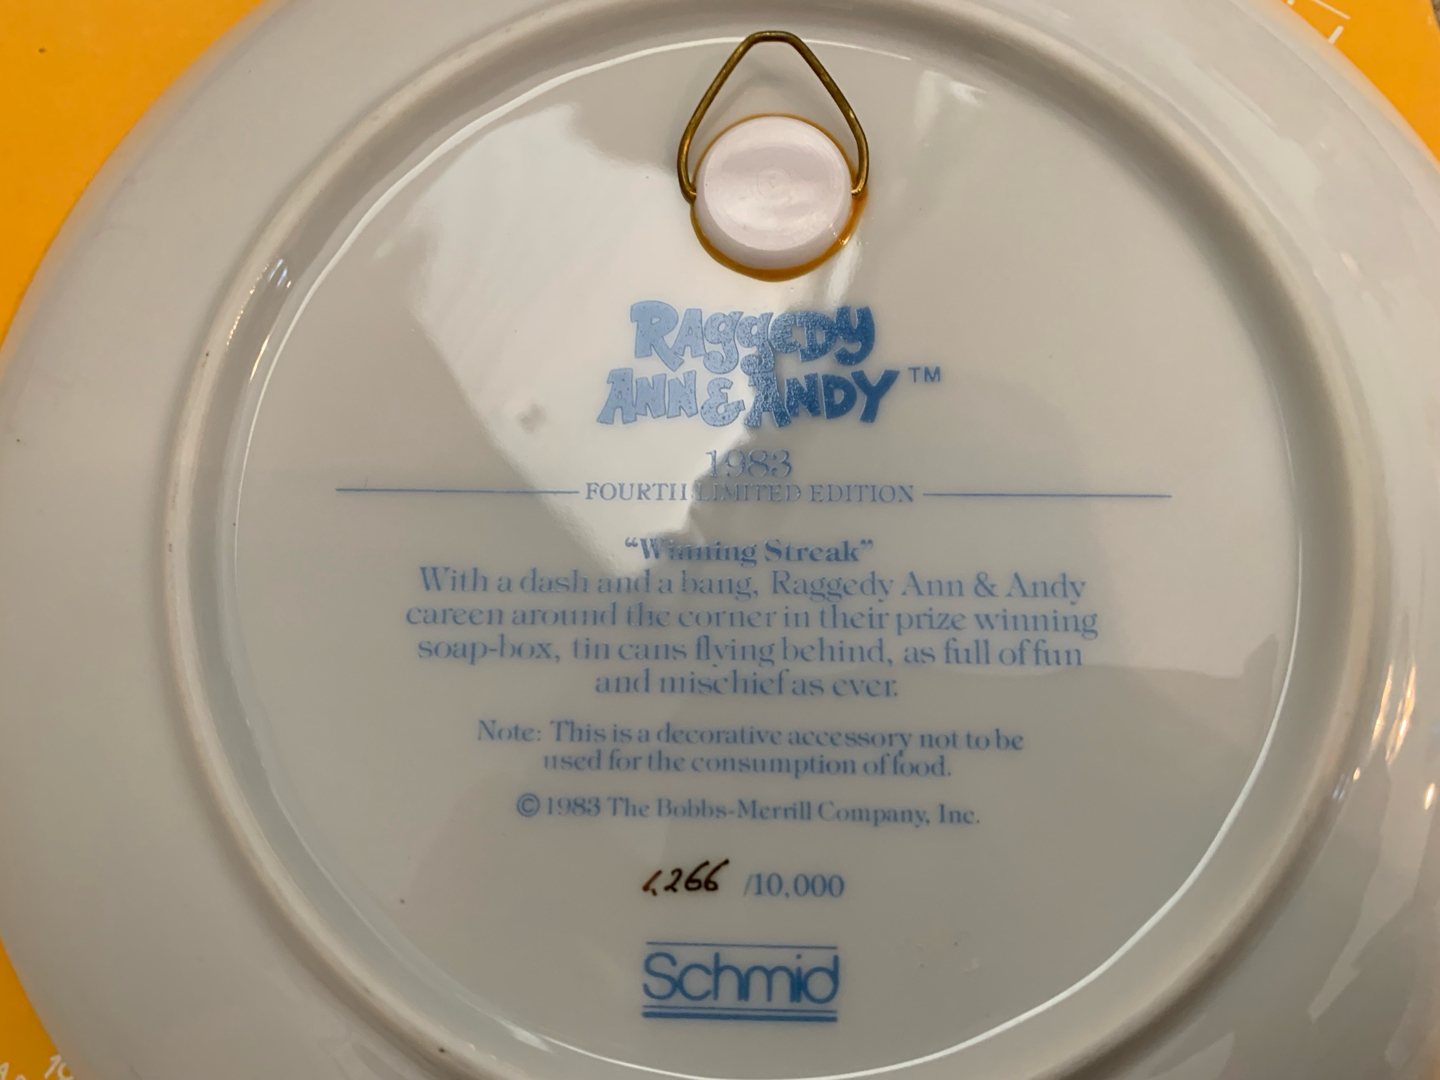 RAggeDY
ANN & ANDY™
1983
FOURTH LIMITED EDITION
“Winning Streak”
With a dash and a bang, Raggedy Ann & Andy
careen around the corner in their prize winning
soap-box, tin cans flying behind, as full of fun
and mischief as ever.
Note: This is a decorative accessory not to be
used for the consumption of food.
© 1983 The Bobbs-Merrill Company, Inc.
/10,000
Schmid